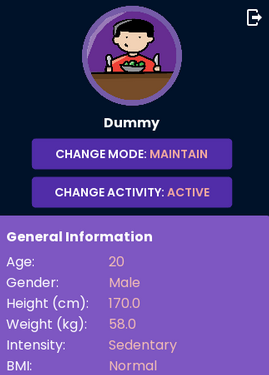 Dummy
CHANGE MODE: MAINTAIN
CHANGE ACTIVITY: ACTIVE
General Information
Age: 20
Gender: Male
Height (cm): 170.0
Weight (kg): 58.0
Intensity: Sedentary
BMI: Normal